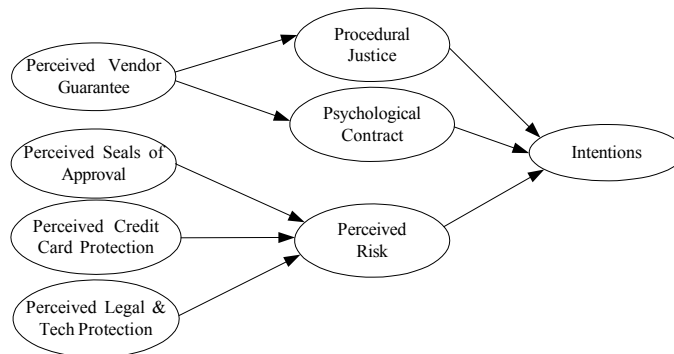 Procedural
Justice
Perceived Vendor
Guarantee
Psychological
Contract
Perceived Seals of
Approval
Intentions
Perceived Credit
Card Protection
Perceived
Risk
Perceived Legal &
Tech Protection